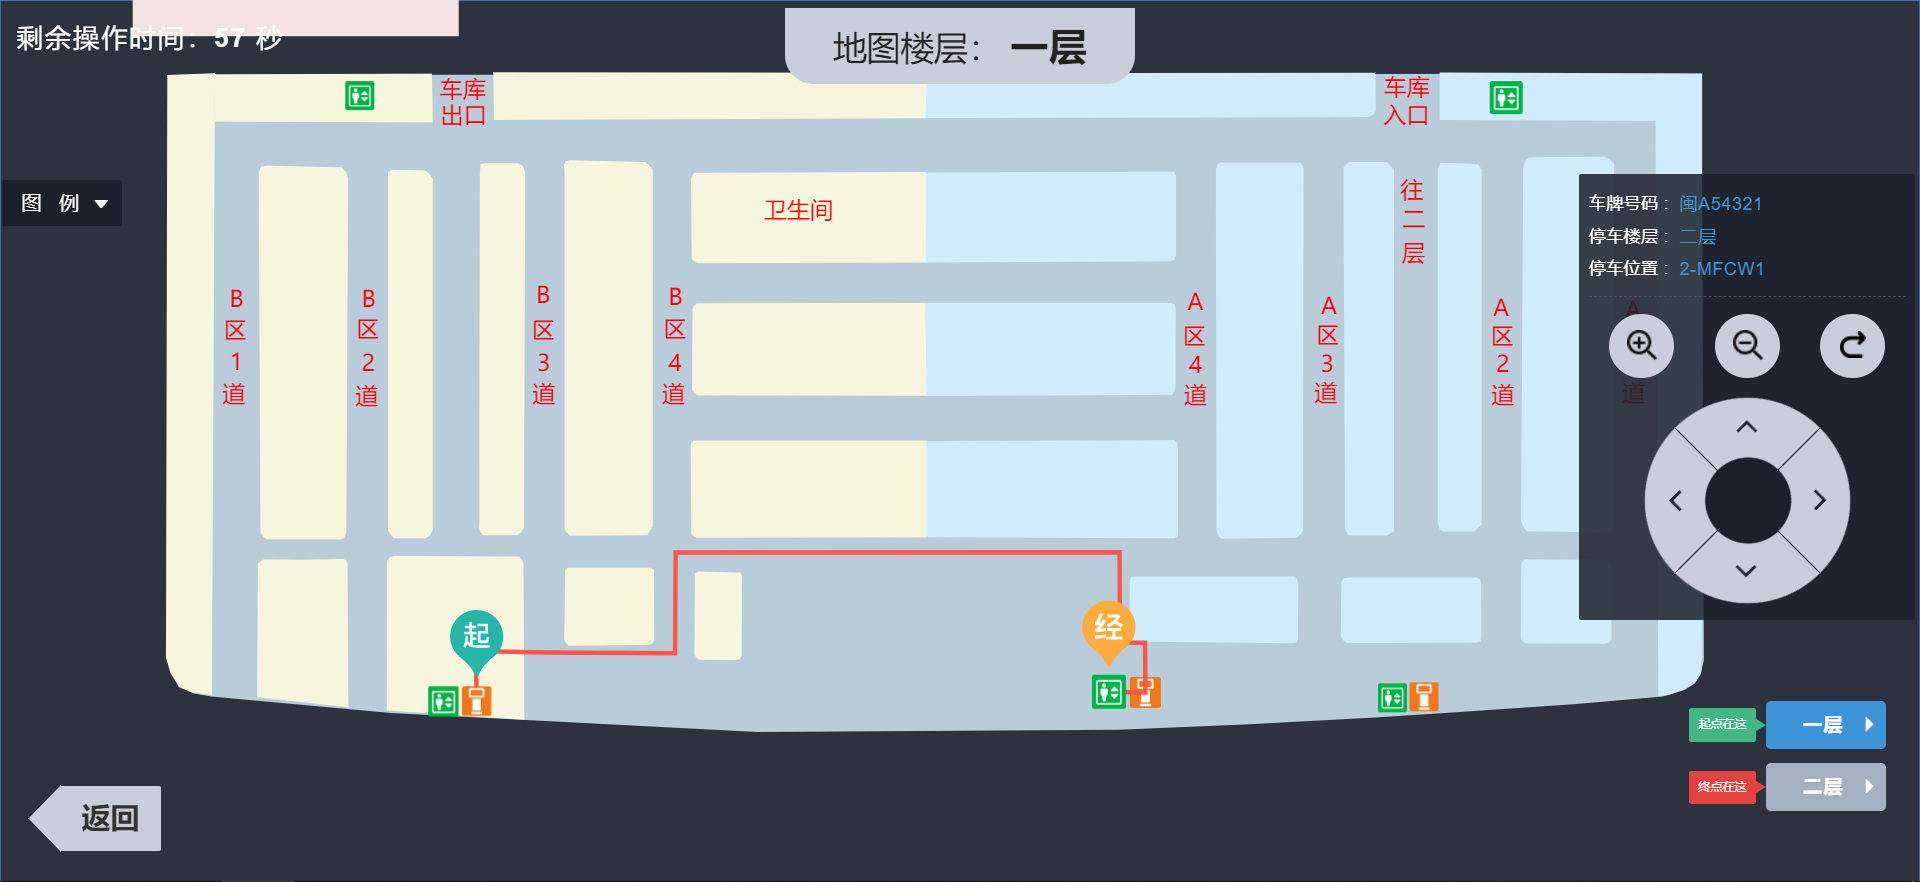 剩余操作时间：57 秒
地图楼层： 一层
图 例
车库
出口
车库
入口
卫生间
往
二
层
B
区
1
道
B
区
2
道
B
区
3
道
B
区
4
道
A
区
4
道
A
区
3
道
A
区
2
道
A
道
车牌号码： 闽A54321
停车楼层： 二层
停车位置： 2-MFCW1
起
经
起点在这
一层
终点在这
二层
返回